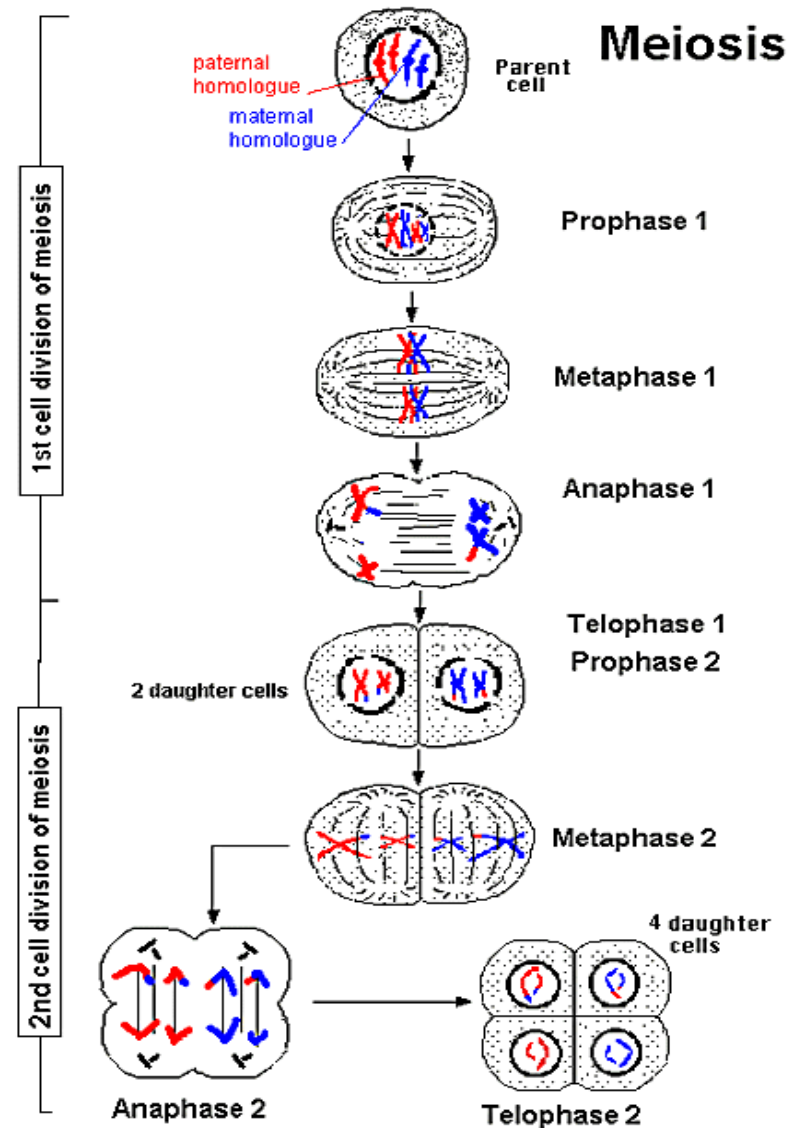 Meiosis
Parent
cell
paternal
homologue
maternal
homologue
1st cell division of meiosis
Prophase 1
Metaphase 1
Anaphase 1
Telophase 1
Prophase 2
2 daughter cells
2nd cell division of meiosis
Metaphase 2
4 daughter
cells
Anaphase 2
Telophase 2